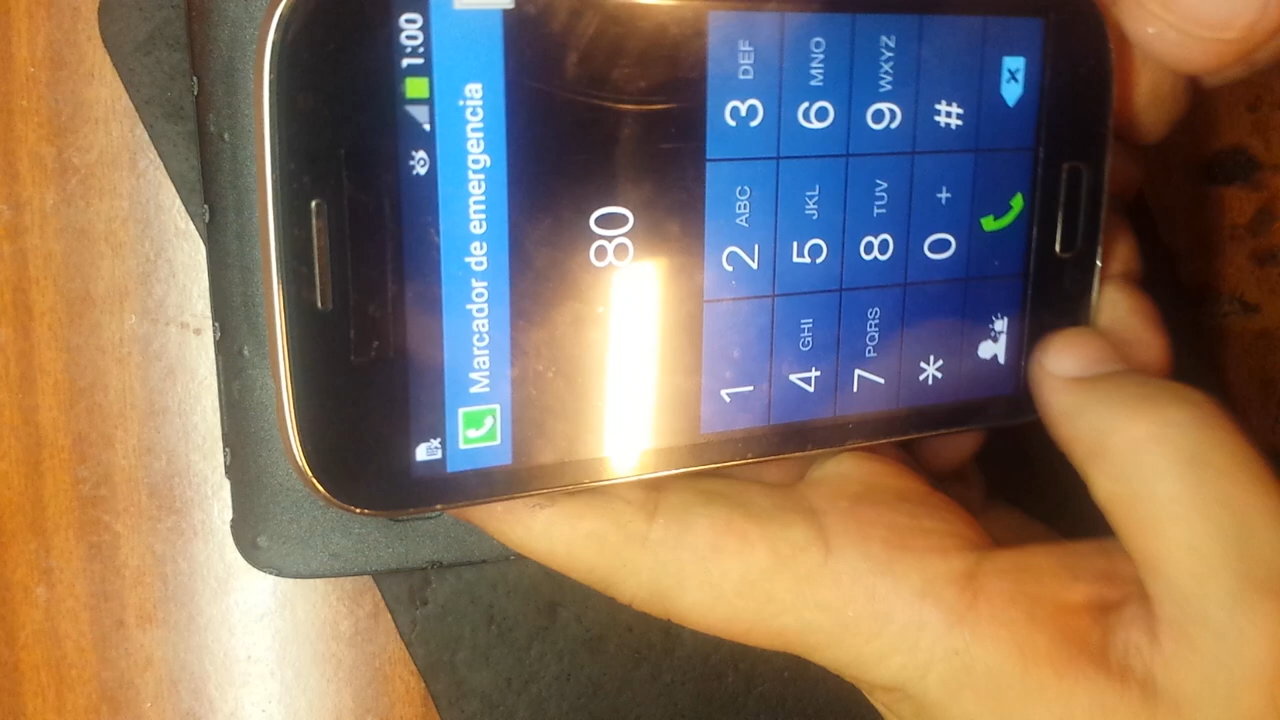 1:00
Marcador de emergencia
80
1 2 ABC 3 DEF
4 GHI 5 JKL 6 MNO
7 PQRS 8 TUV 9 WXYZ
* 0 + #